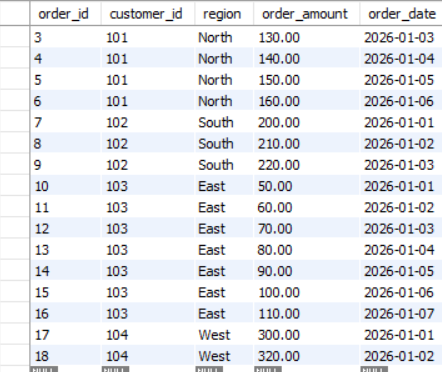 order_id customer_id region order_amount order_date
3 101 North 130.00 2026-01-03
4 101 North 140.00 2026-01-04
5 101 North 150.00 2026-01-05
6 101 North 160.00 2026-01-06
7 102 South 200.00 2026-01-01
8 102 South 210.00 2026-01-02
9 102 South 220.00 2026-01-03
10 103 East 50.00 2026-01-01
11 103 East 60.00 2026-01-02
12 103 East 70.00 2026-01-03
13 103 East 80.00 2026-01-04
14 103 East 90.00 2026-01-05
15 103 East 100.00 2026-01-06
16 103 East 110.00 2026-01-07
17 104 West 300.00 2026-01-01
18 104 West 320.00 2026-01-02
NULL NULL NULL NULL NULL